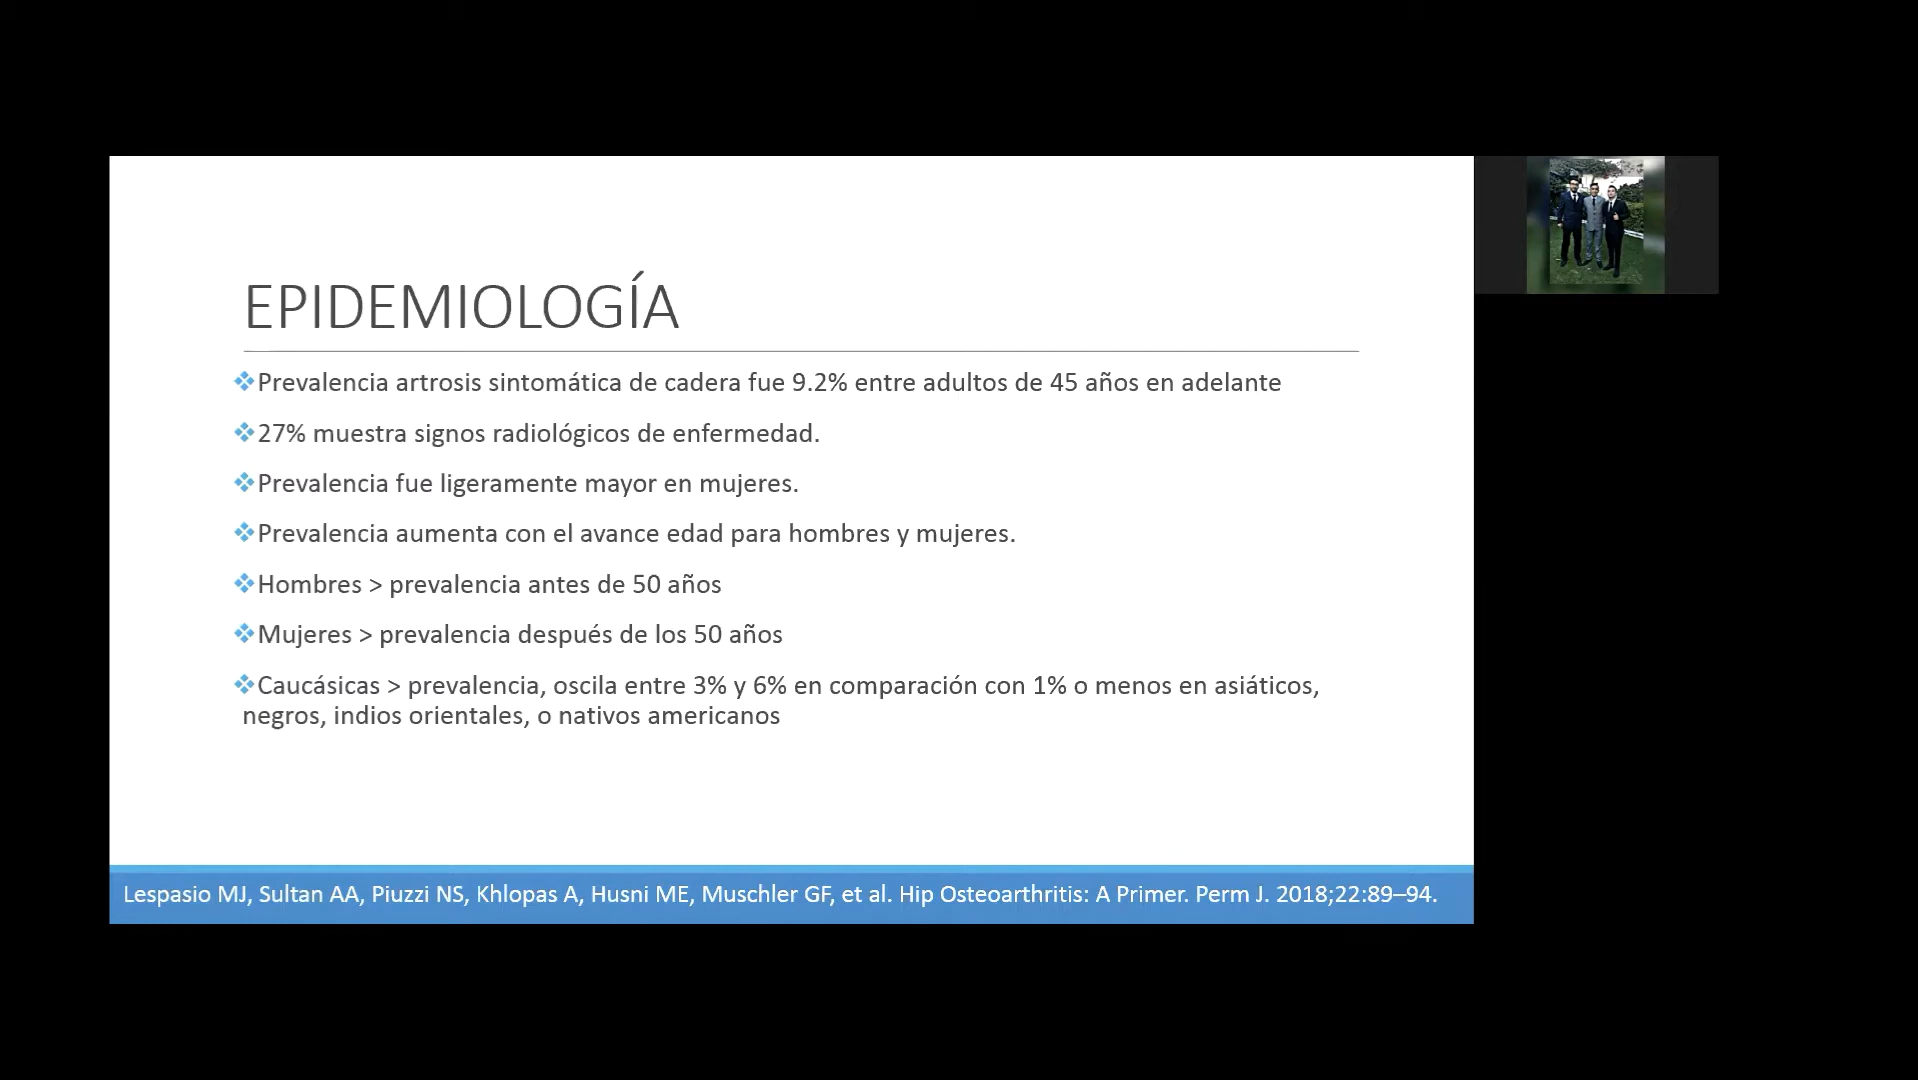 EPIDEMIOLOGÍA
Prevalencia artrosis sintomática de cadera fue 9.2% entre adultos de 45 años en adelante
27% muestra signos radiológicos de enfermedad.
Prevalencia fue ligeramente mayor en mujeres.
Prevalencia aumenta con el avance edad para hombres y mujeres.
Hombres > prevalencia antes de 50 años
Mujeres > prevalencia después de los 50 años
Caucásicas > prevalencia, oscila entre 3% y 6% en comparación con 1% o menos en asiáticos,
negros, indios orientales, o nativos americanos
Lespasio MJ, Sultan AA, Piuzzi NS, Khlopas A, Husni ME, Muschler GF, et al. Hip Osteoarthritis: A Primer. Perm J. 2018;22:89–94.